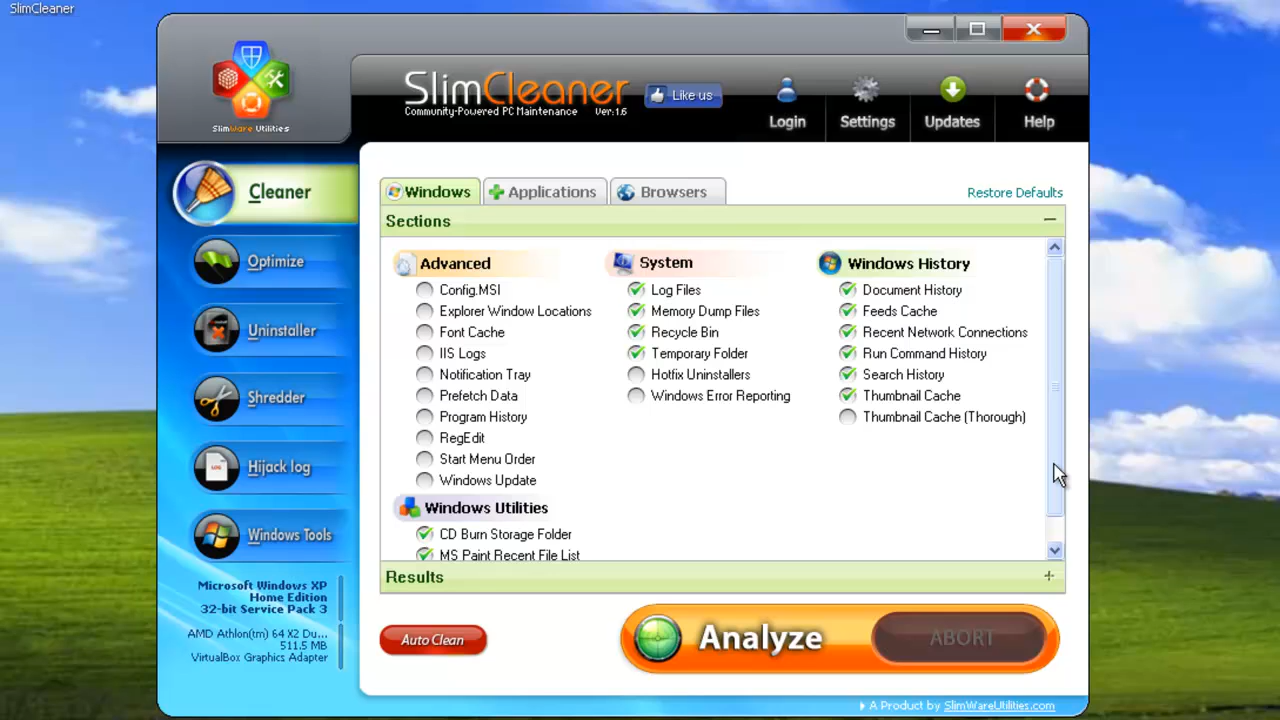 SlimCleaner
SlimWare Utilities
SlimCleaner
Community-Powered PC Maintenance Ver:1.6
Like us
Login
Settings
Updates
Help
Cleaner
Optimize
Uninstaller
Shredder
Hijack log
Windows Tools
Microsoft Windows XP
Home Edition
32-bit Service Pack 3
AMD Athlon(tm) 64 X2 Du...
511.5 MB
VirtualBox Graphics Adapter
Windows
Applications
Browsers
Restore Defaults
Sections
Advanced
Config.MSI
Explorer Window Locations
Font Cache
IIS Logs
Notification Tray
Prefetch Data
Program History
RegEdit
Start Menu Order
Windows Update
Windows Utilities
CD Burn Storage Folder
MS Paint Recent File List
System
Log Files
Memory Dump Files
Recycle Bin
Temporary Folder
Hotfix Uninstallers
Windows Error Reporting
Windows History
Document History
Feeds Cache
Recent Network Connections
Run Command History
Search History
Thumbnail Cache
Thumbnail Cache (Thorough)
Results
Auto Clean
Analyze
ABORT
A Product by SlimWareUtilities.com